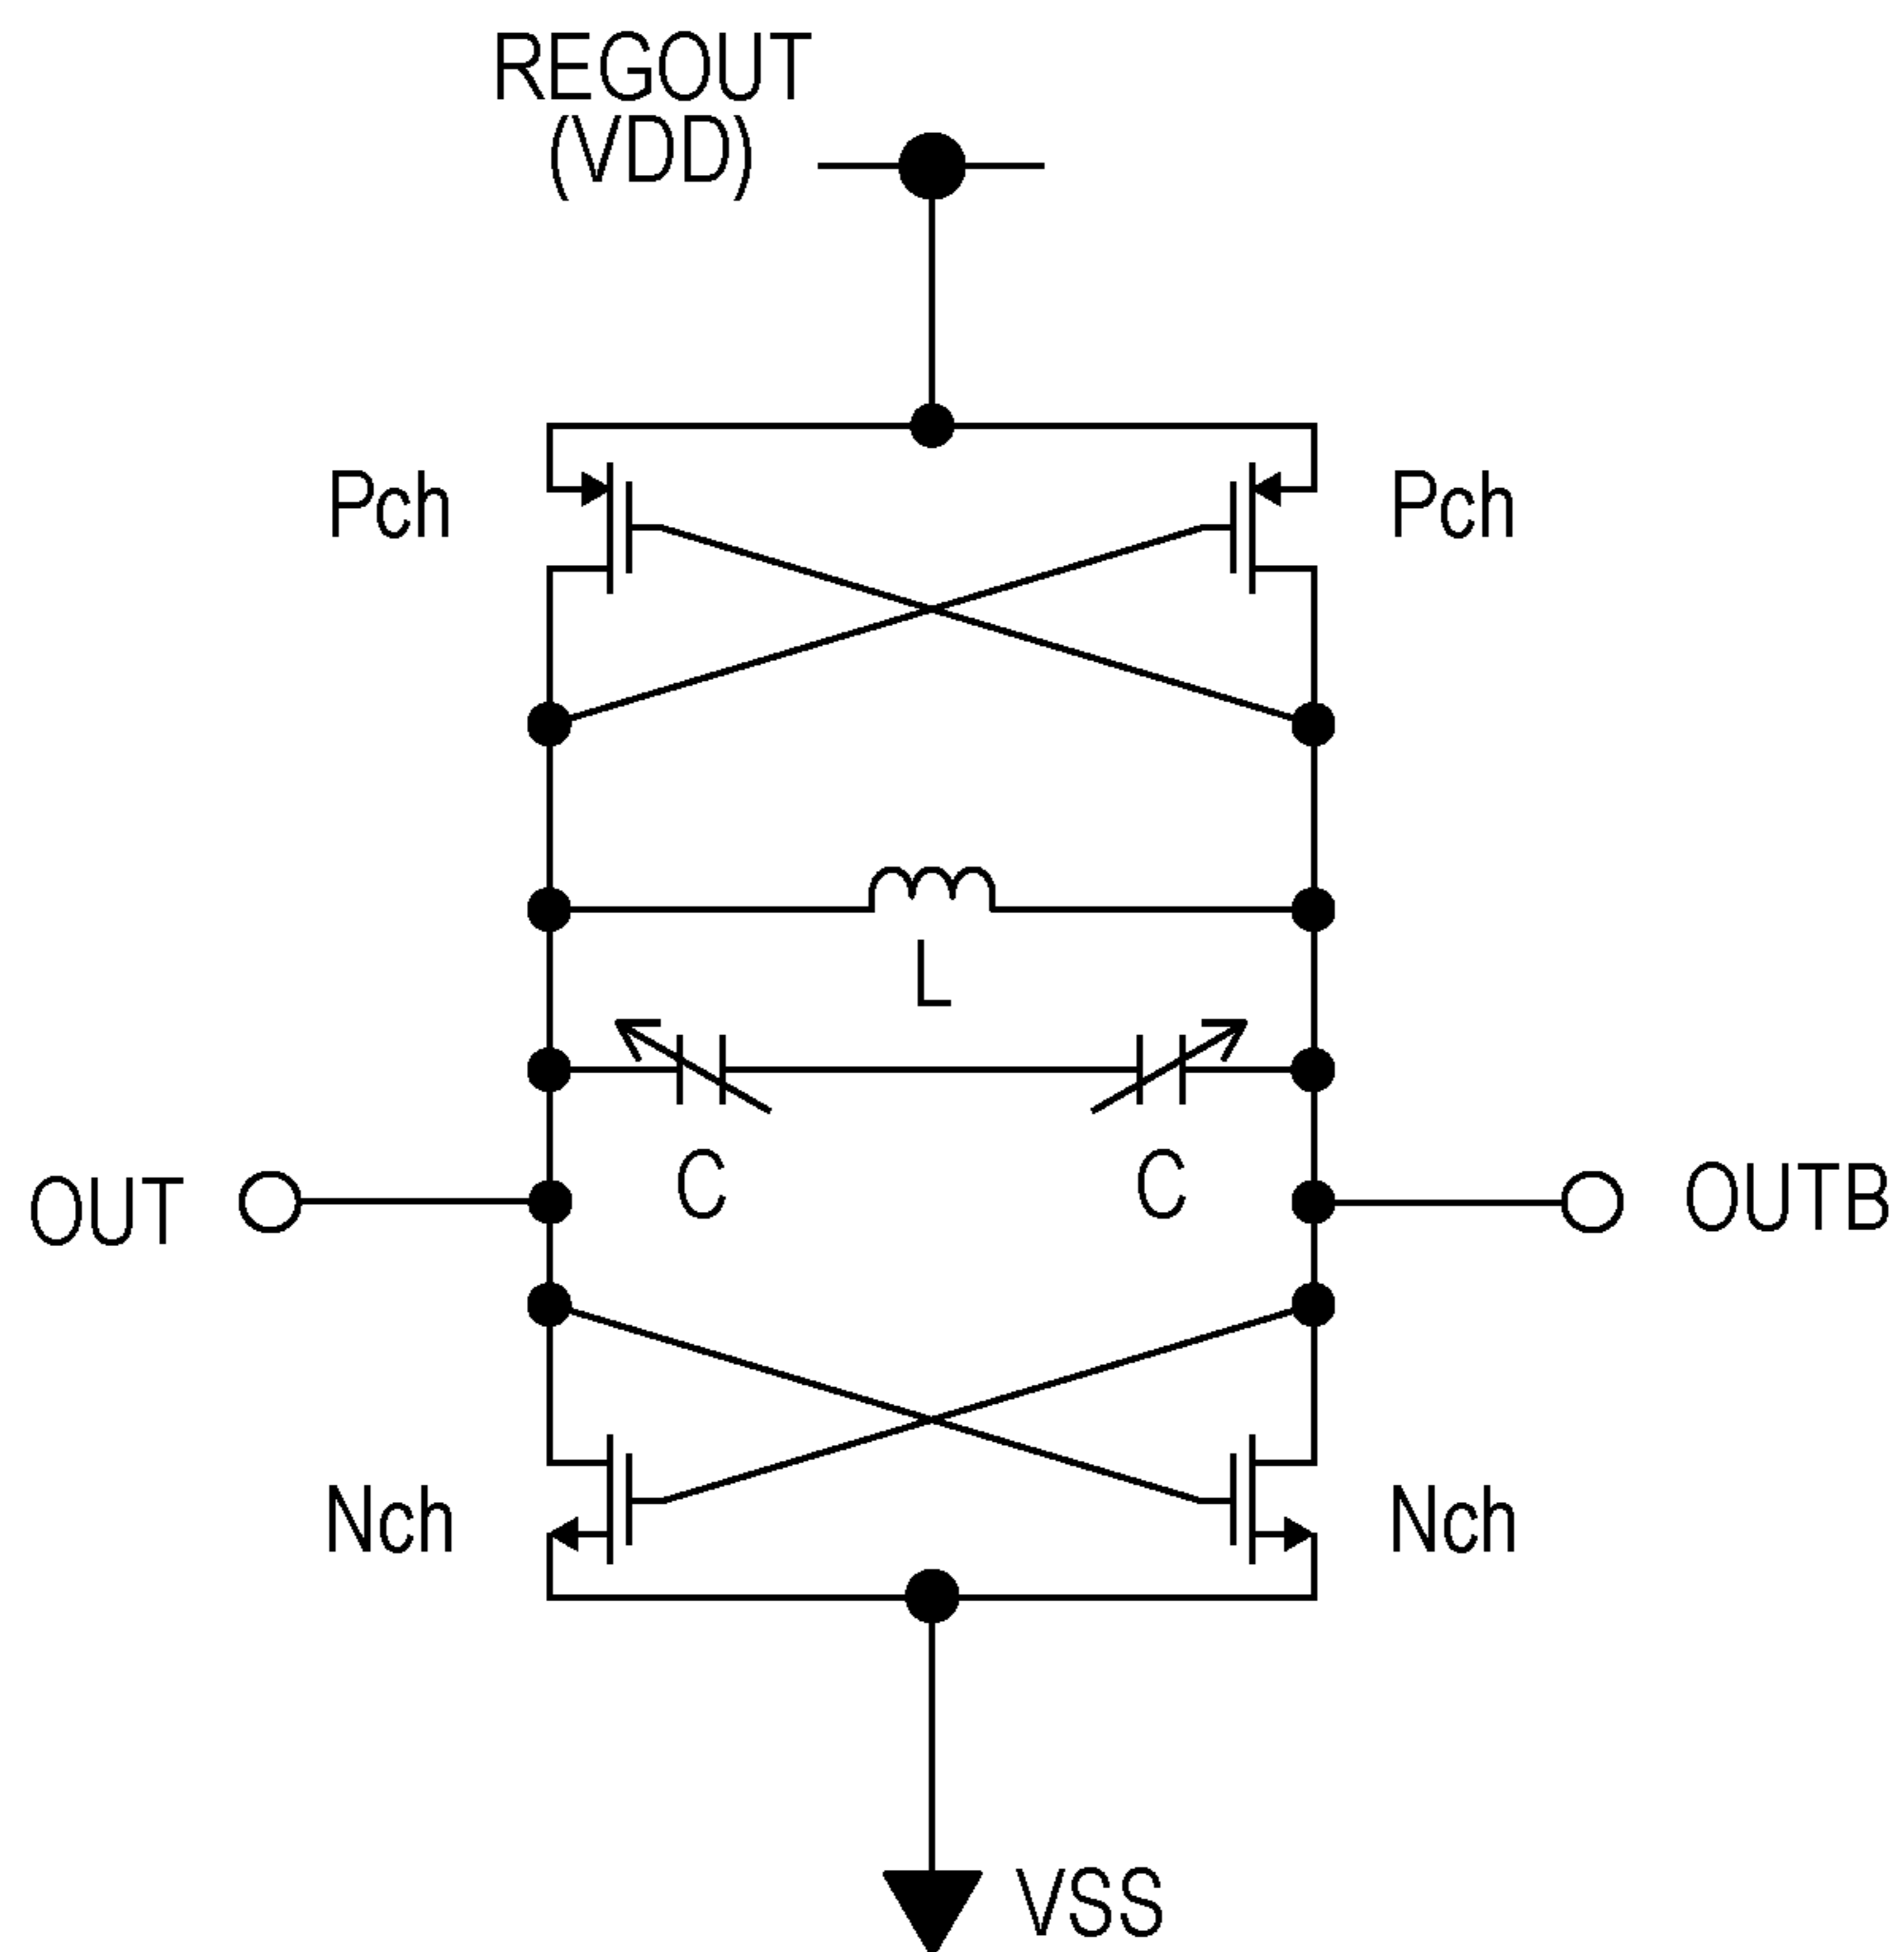 REGOUT
(VDD)
Pch
Pch
L
C
C
OUT
OUTB
Nch
Nch
VSS